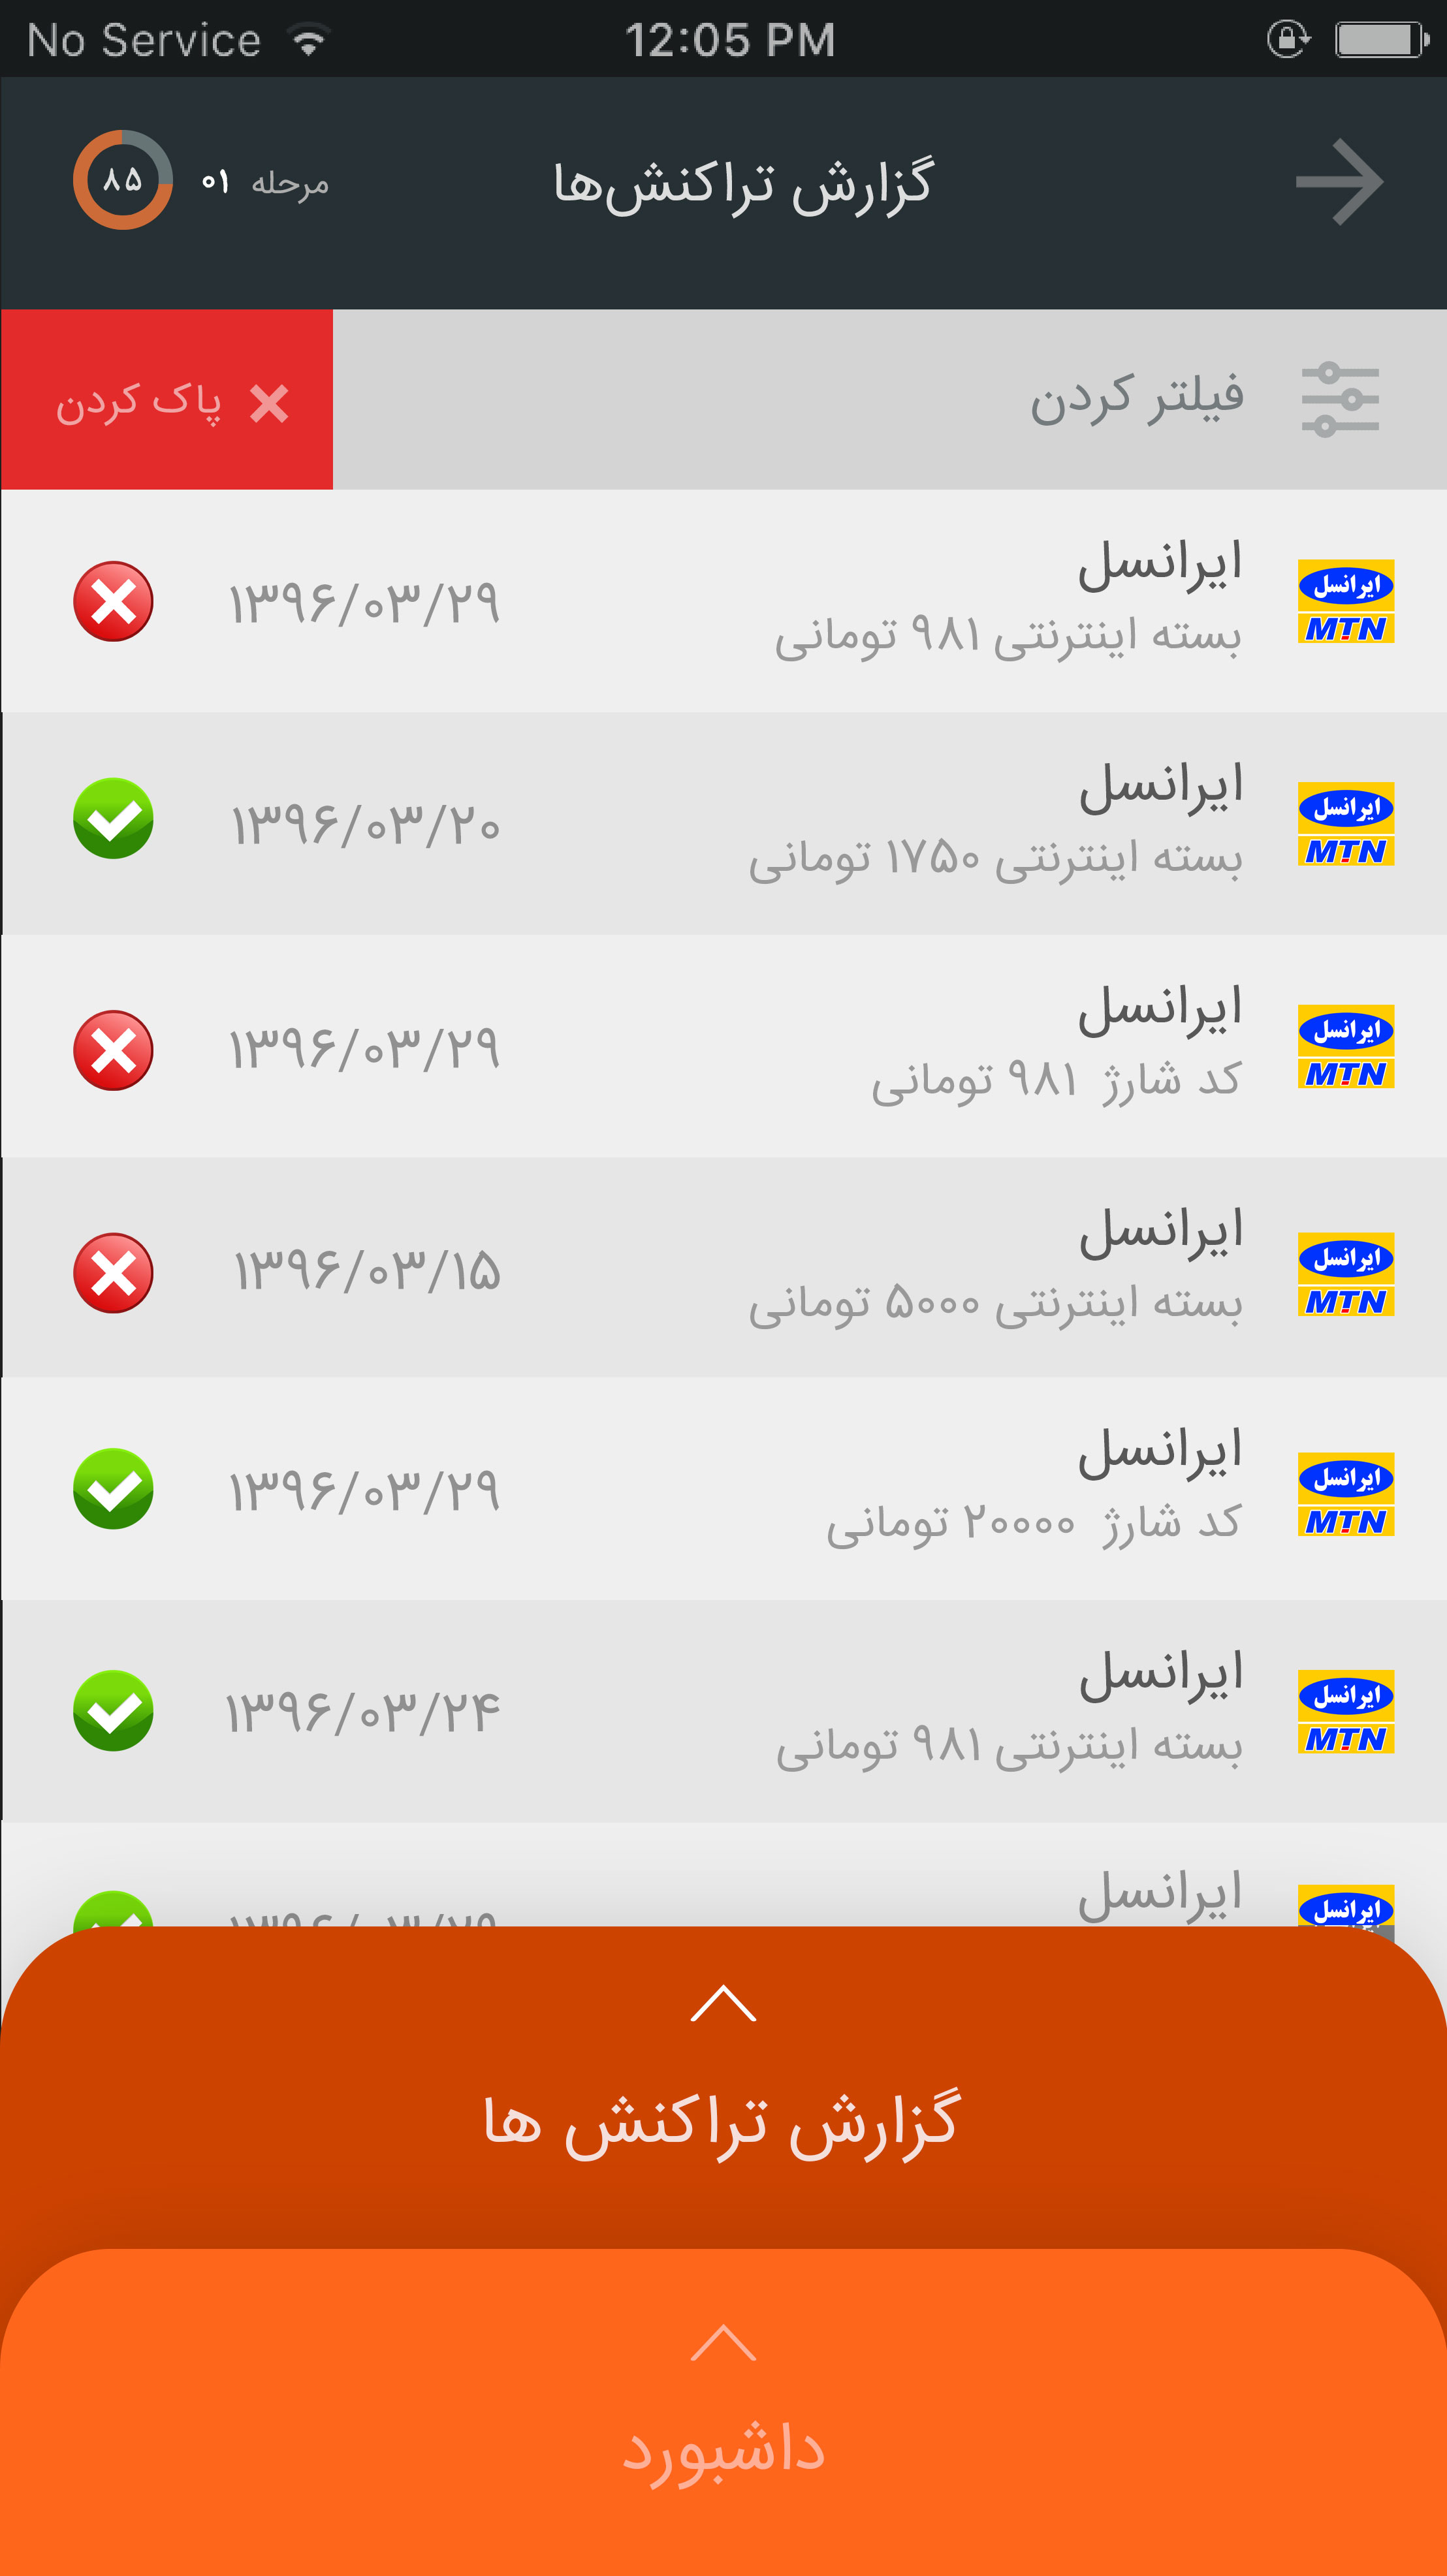 No Service 12:05 PM
گزارش تراکنش‌ها
مرحله ۰۱
۸۵
فیلتر کردن
پاک کردن
ایرانسل
MTN
ایرانسل
بسته اینترنتی ۹۸۱ تومانی
۱۳۹۶/۰۳/۲۹
ایرانسل
MTN
ایرانسل
بسته اینترنتی ۱۷۵۰ تومانی
۱۳۹۶/۰۳/۲۰
ایرانسل
MTN
ایرانسل
کد شارژ ۹۸۱ تومانی
۱۳۹۶/۰۳/۲۹
ایرانسل
MTN
ایرانسل
بسته اینترنتی ۵۰۰۰ تومانی
۱۳۹۶/۰۳/۱۵
ایرانسل
MTN
ایرانسل
کد شارژ ۲۰۰۰۰ تومانی
۱۳۹۶/۰۳/۲۹
ایرانسل
MTN
ایرانسل
بسته اینترنتی ۹۸۱ تومانی
۱۳۹۶/۰۳/۲۴
ایرانسل
ایرانسل
۱۳۹۶/۰۳/۲۹
گزارش تراکنش ها
داشبورد